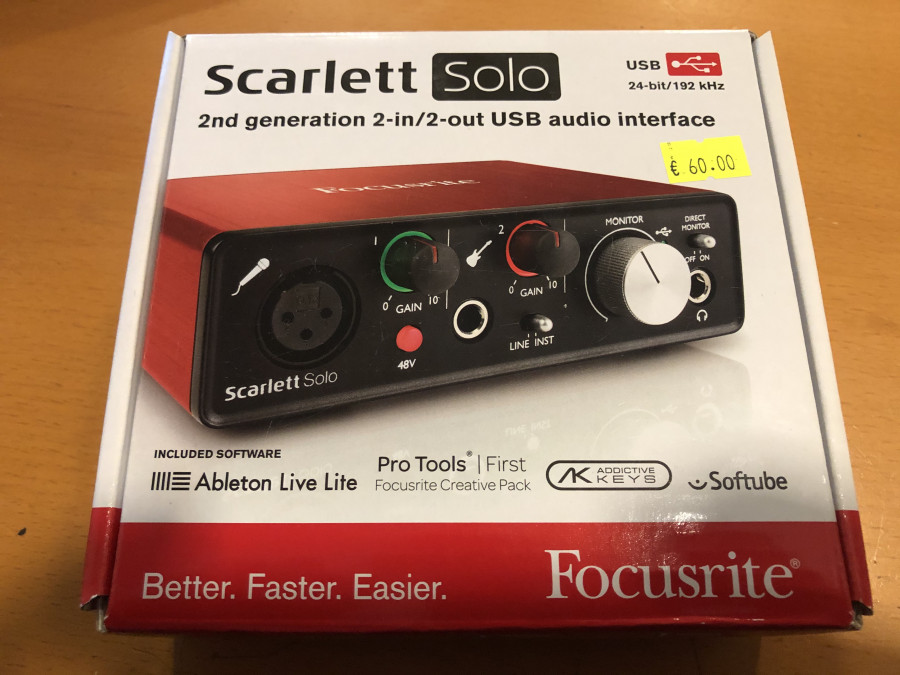 Scarlett Solo
USB
24-bit/192 kHz
2nd generation 2-in/2-out USB audio interface
€ 60.00
Focusrite
1
2
MONITOR
DIRECT
MONITOR
OFF ON
0 GAIN 10
0 GAIN 10
48V
LINE INST
Scarlett Solo
INCLUDED SOFTWARE
Ableton Live Lite
Pro Tools® | First
Focusrite Creative Pack
AK ADDICTIVE
KEYS
Softube
Better. Faster. Easier.
Focusrite®